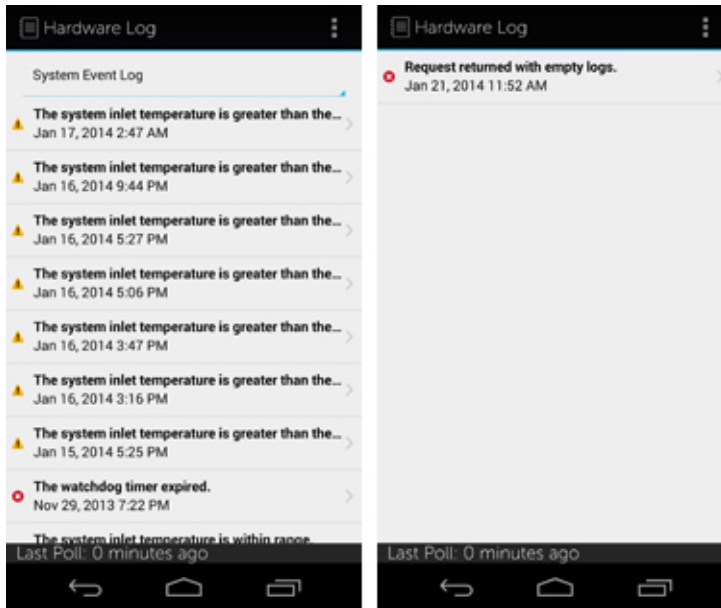 Hardware Log
System Event Log
The system inlet temperature is greater than the...
Jan 17, 2014 2:47 AM
The system inlet temperature is greater than the...
Jan 16, 2014 9:44 PM
The system inlet temperature is greater than the...
Jan 16, 2014 5:27 PM
The system inlet temperature is greater than the...
Jan 16, 2014 5:06 PM
The system inlet temperature is greater than the...
Jan 16, 2014 3:47 PM
The system inlet temperature is greater than the...
Jan 16, 2014 3:16 PM
The system inlet temperature is greater than the...
Jan 15, 2014 5:25 PM
The watchdog timer expired.
Nov 29, 2013 7:22 PM
The system inlet temperature is within range.
Last Poll: 0 minutes ago
Hardware Log
Request returned with empty logs.
Jan 21, 2014 11:52 AM
Last Poll: 0 minutes ago